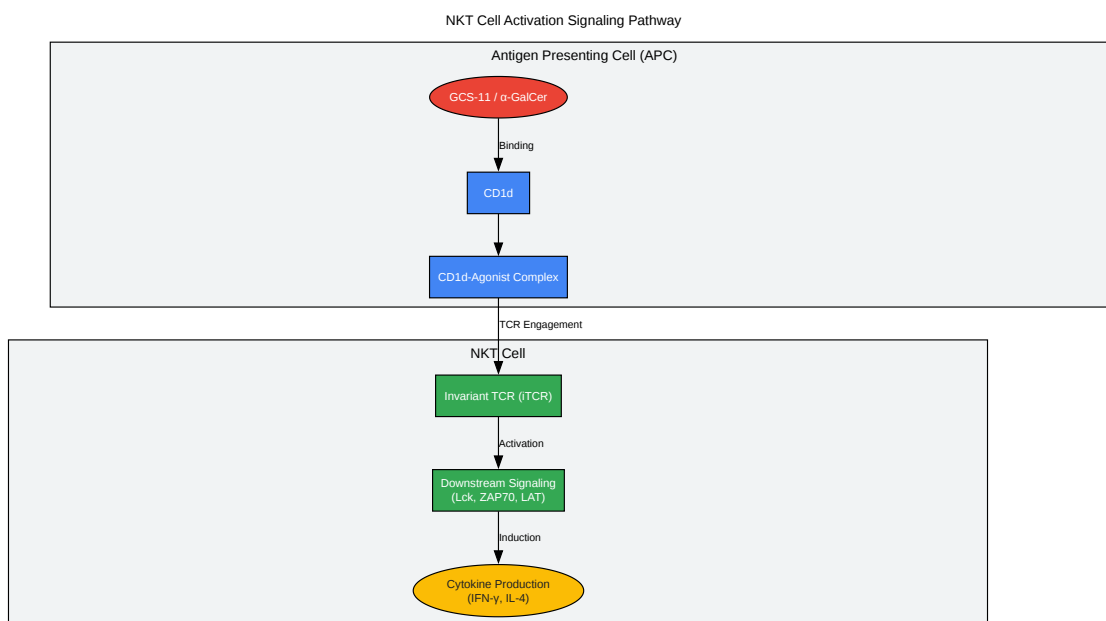 NKT Cell Activation Signaling Pathway
Antigen Presenting Cell (APC)
GCS-11 / α-GalCer
Binding
CD1d
CD1d-Agonist Complex
TCR Engagement
NKT Cell
Invariant TCR (iTCR)
Activation
Downstream Signaling
(Lck, ZAP70, LAT)
Induction
Cytokine Production
(IFN-γ, IL-4)